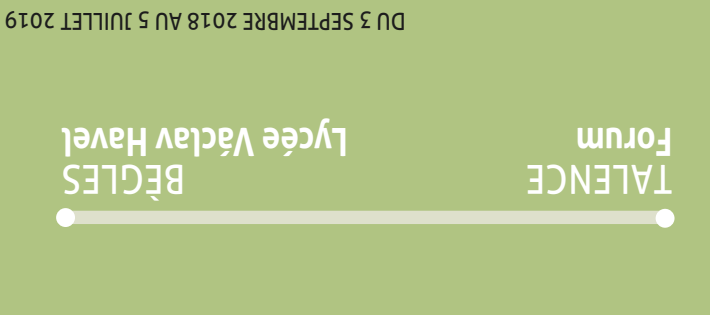 TALENCE
Forum
BÈGLES
Lycée Václav Havel
DU 3 SEPTEMBRE 2018 AU 5 JUILLET 2019